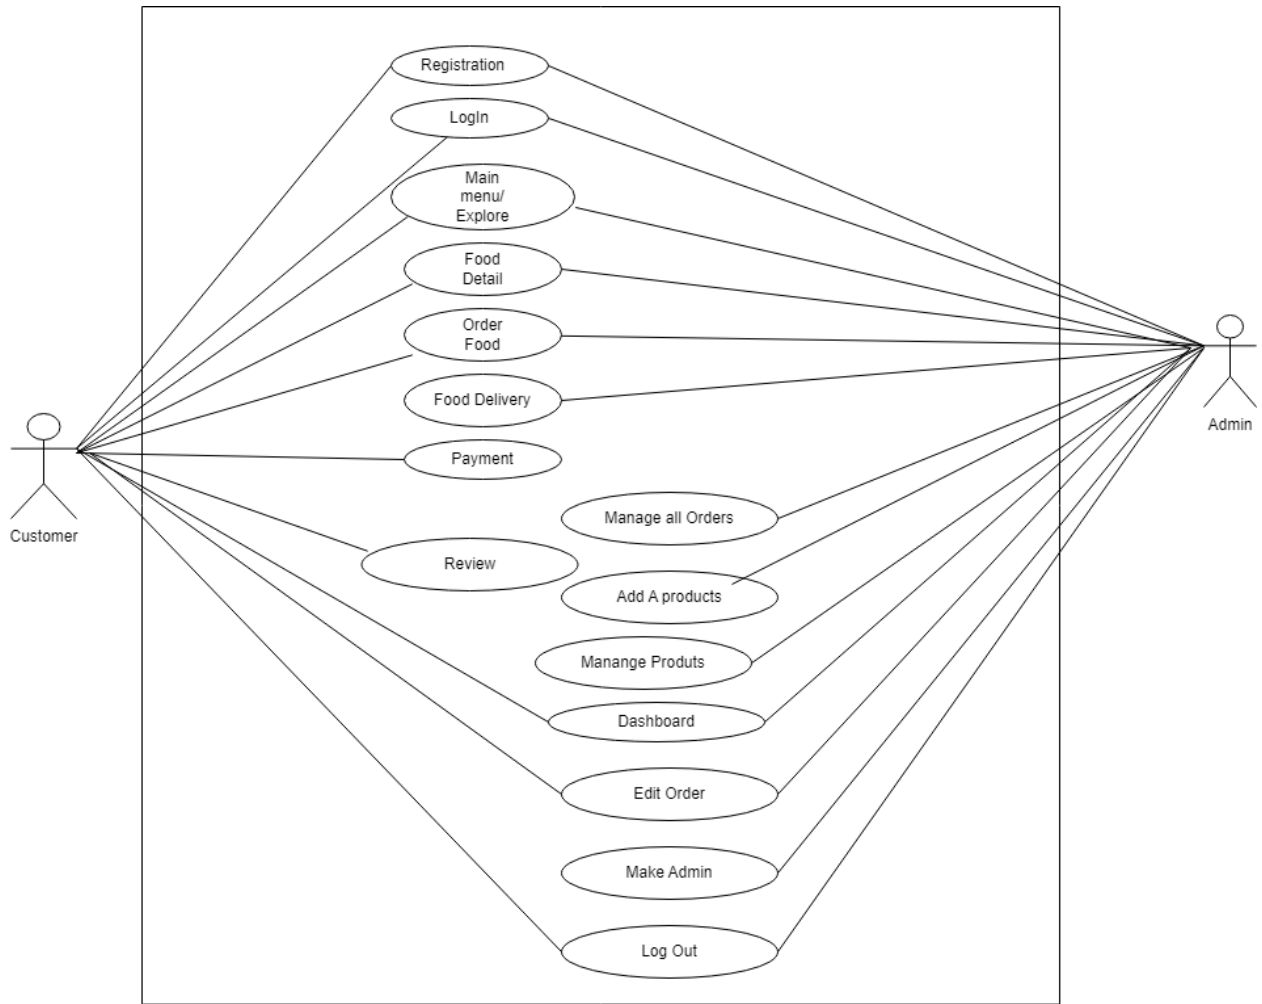 Registration
LogIn
Main
menu/
Explore
Food
Detail
Order
Food
Food Delivery
Payment
Admin
Customer
Manage all Orders
Review
Add A products
Manange Produts
Dashboard
Edit Order
Make Admin
Log Out